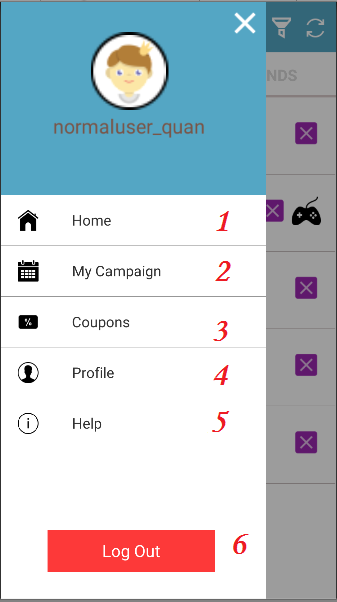 NDS
normaluser_quan
Home 1
My Campaign 2
% Coupons 3
Profile 4
i Help 5
Log Out 6